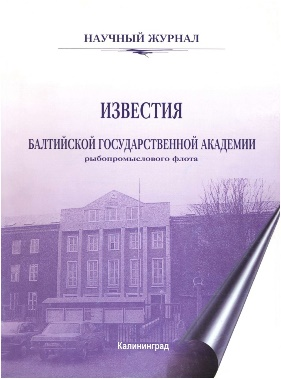 НАУЧНЫЙ ЖУРНАЛ
ИЗВЕСТИЯ
БАЛТИЙСКОЙ ГОСУДАРСТВЕННОЙ АКАДЕМИИ
рыбопромыслового флота
Калининград